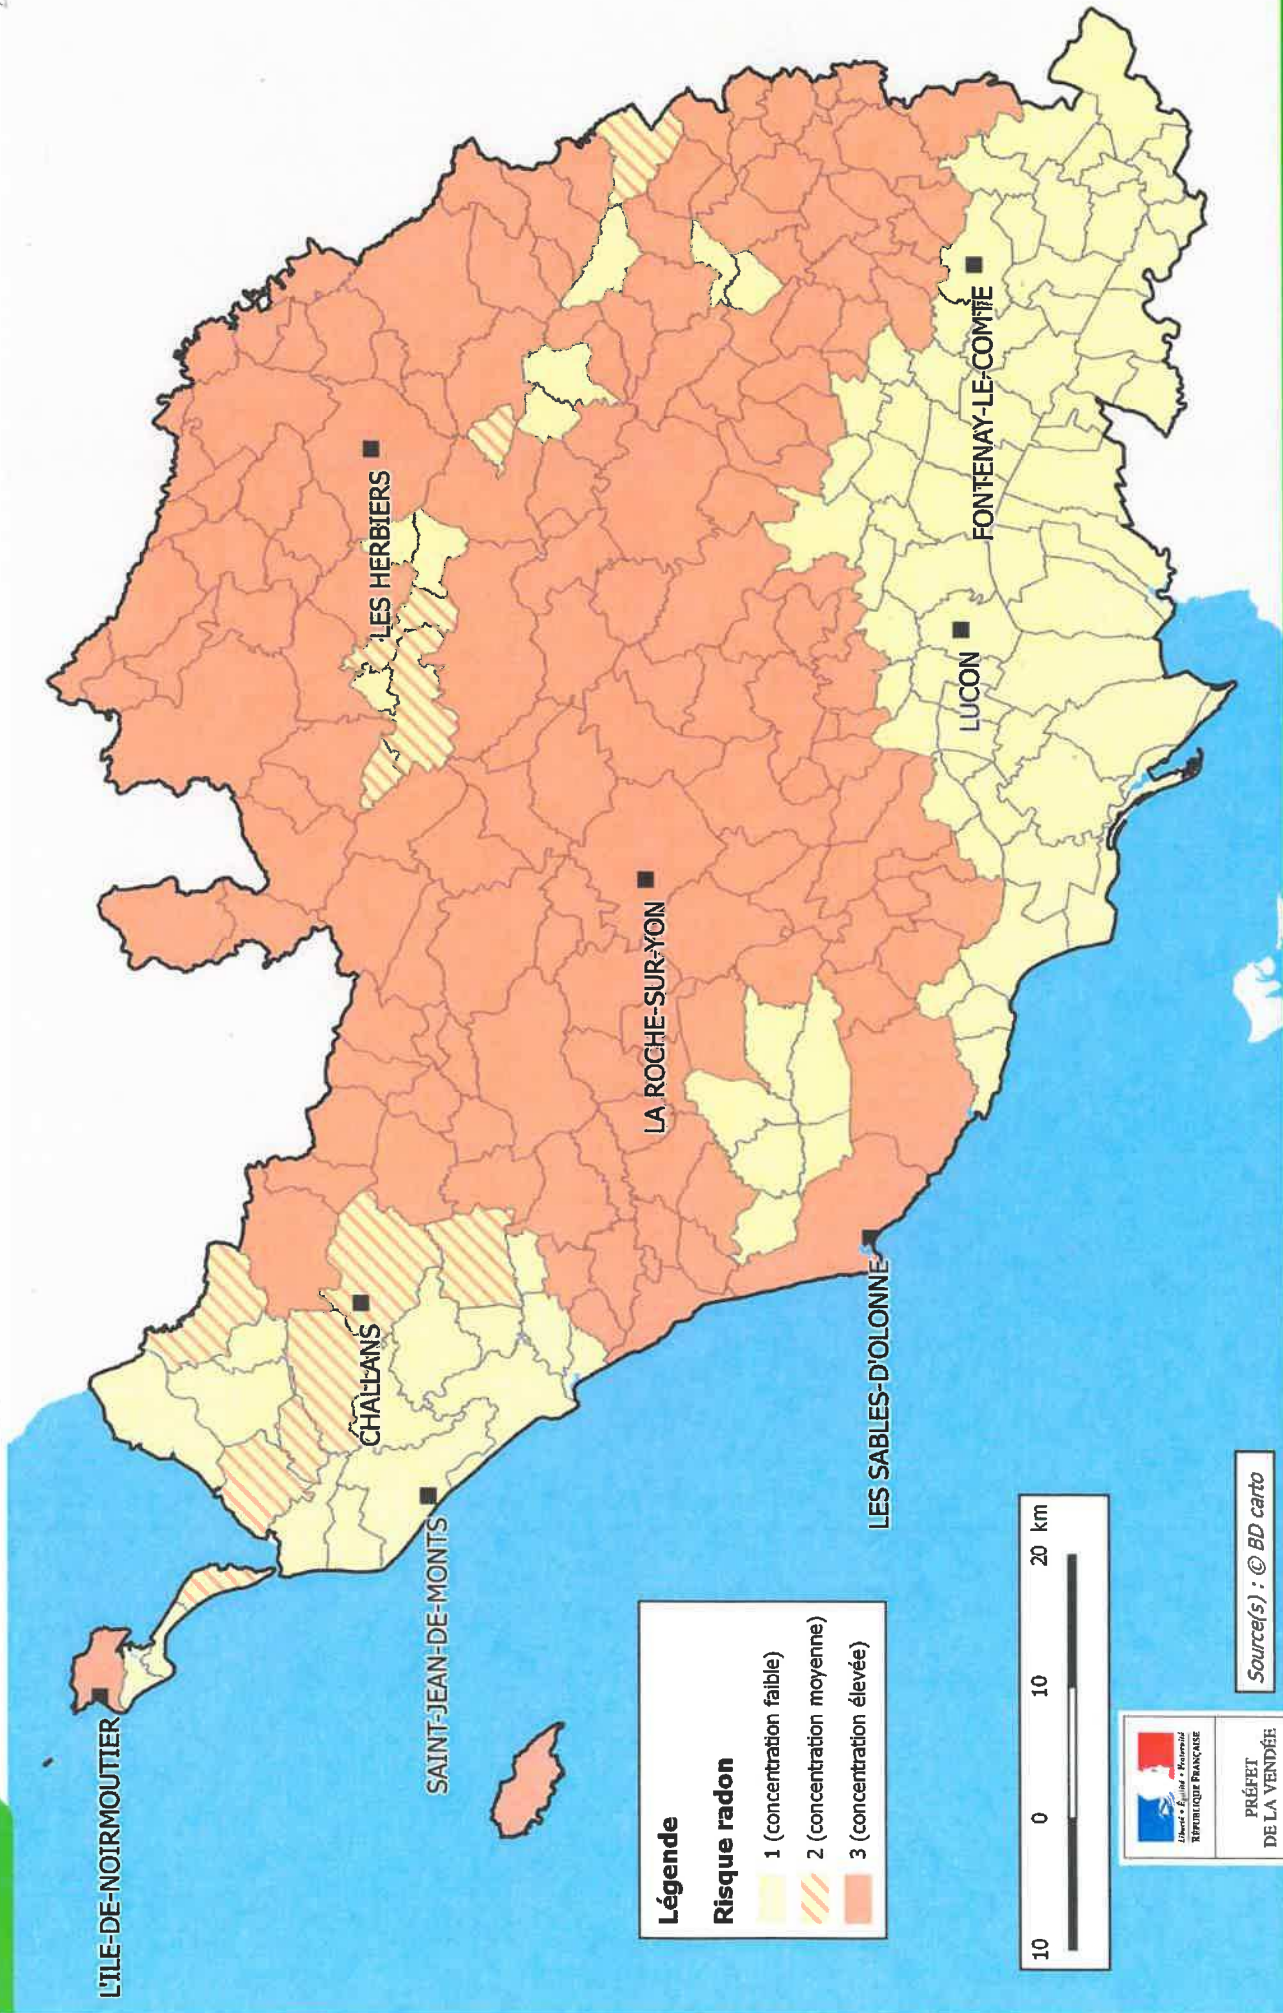 L'ILE-DE-NOIRMOUTIER
SAINT-JEAN-DE-MONTS
CHALLANS
LES HERBIERS
LA ROCHE-SUR-YON
LES SABLES-D'OLONNE
LUCON
FONTENAY-LE-COMTE
Légende
Risque radon
1 (concentration faible)
2 (concentration moyenne)
3 (concentration élevée)
10 0 10 20 km
Liberté • Égalité • Fraternité
RÉPUBLIQUE FRANÇAISE
PRÉFET
DE LA VENDÉE
Source(s) : © BD carto